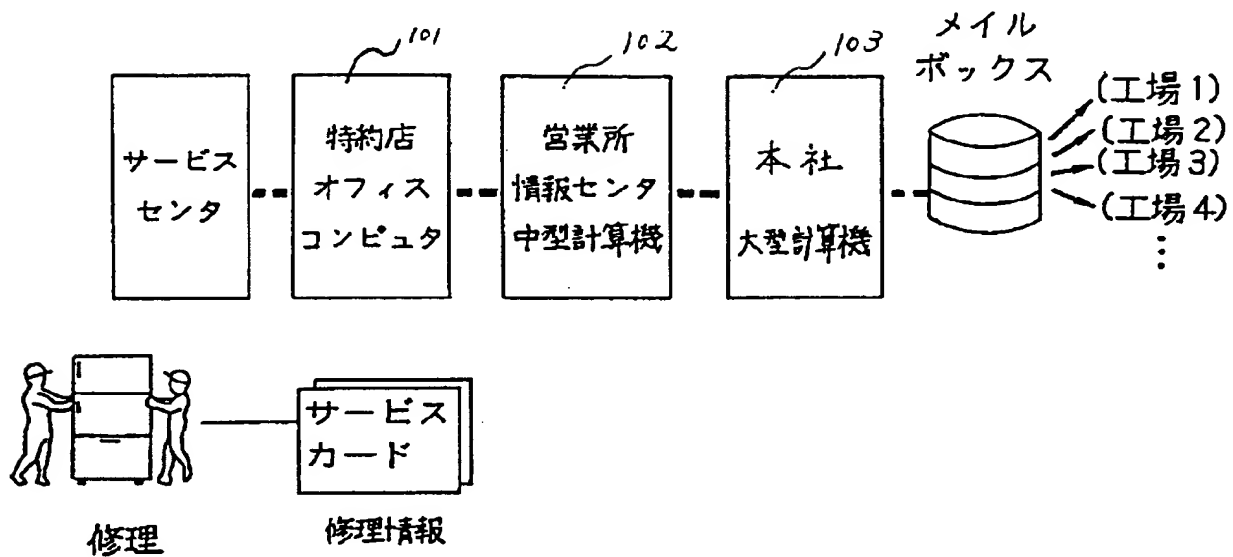 101
102
103
メイル
ボックス
サービス
センタ
特約店
オフィス
コンピュタ
営業所
情報センタ
中型計算機
本社
大型計算機
(工場1)
(工場2)
(工場3)
(工場4)
⋮
サービス
カード
修理
修理情報